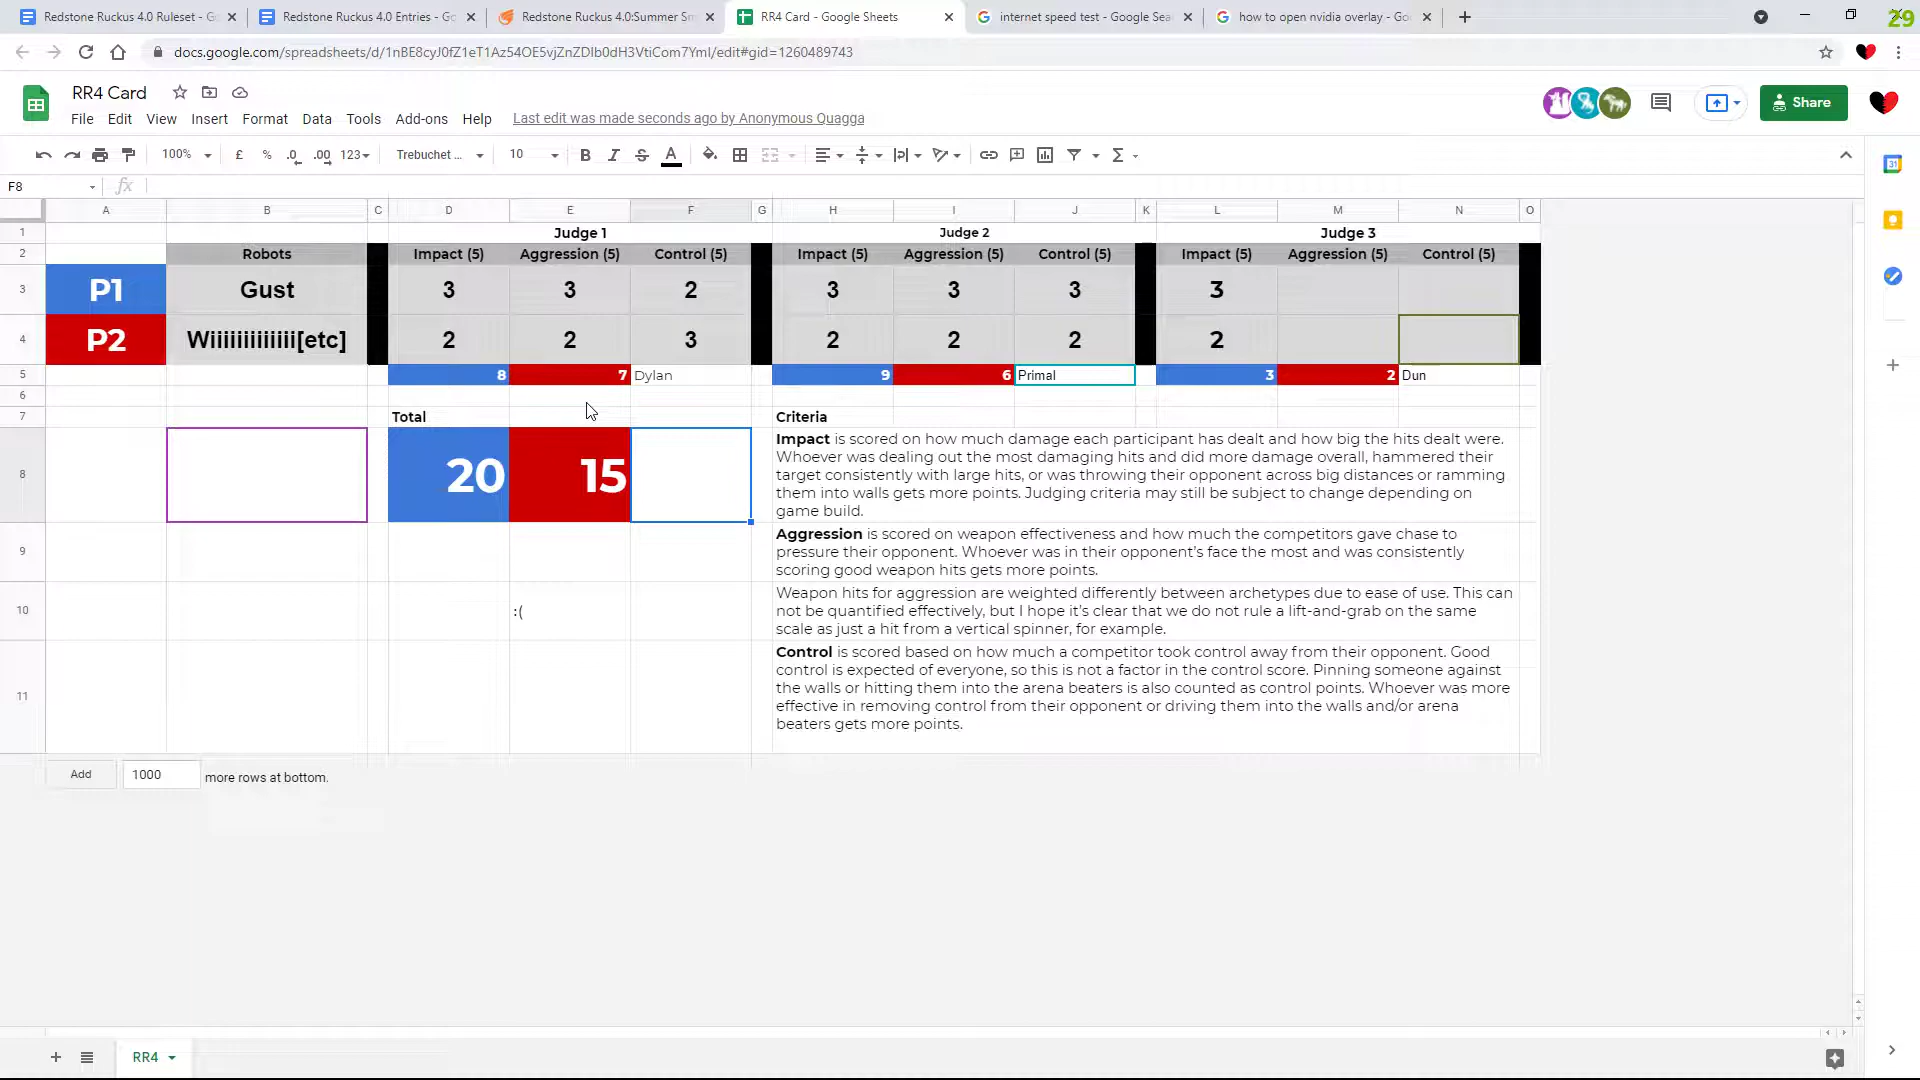 Redstone Ruckus 4.0 Ruleset - G
Redstone Ruckus 4.0 Entries - Go
Redstone Ruckus 4.0:Summer Sm
RR4 Card - Google Sheets
internet speed test - Google Sea
how to open nvidia overlay - Go
29
docs.google.com/spreadsheets/d/1nBE8cyJ0fZ1eT1Az54OE5vjZnZDIb0dH3VtiCom7YmI/edit#gid=1260489743
RR4 Card
Share
File Edit View Insert Format Data Tools Add-ons Help Last edit was made seconds ago by Anonymous Quagga
100% £ % .0 .00 123 Trebuchet ... 10 B I S A Σ
F8 fx
A B C D E F G H I J K L M N O
1 Judge 1 Judge 2 Judge 3
2 Robots Impact (5) Aggression (5) Control (5) Impact (5) Aggression (5) Control (5) Impact (5) Aggression (5) Control (5)
3 P1 Gust 3 3 2 3 3 3 3
4 P2 Wiiiiiiiiiiiii[etc] 2 2 3 2 2 2 2
5 8 7 Dylan 9 6 Primal 3 2 Dun
6
7 Total Criteria
8 20 15
Impact is scored on how much damage each participant has dealt and how big the hits dealt were.
Whoever was dealing out the most damaging hits and did more damage overall, hammered their
target consistently with large hits, or was throwing their opponent across big distances or ramming
them into walls gets more points. Judging criteria may still be subject to change depending on
game build.
9
Aggression is scored on weapon effectiveness and how much the competitors gave chase to
pressure their opponent. Whoever was in their opponent's face the most and was consistently
scoring good weapon hits gets more points.
10 :(
Weapon hits for aggression are weighted differently between archetypes due to ease of use. This can
not be quantified effectively, but I hope it's clear that we do not rule a lift-and-grab on the same
scale as just a hit from a vertical spinner, for example.
11
Control is scored based on how much a competitor took control away from their opponent. Good
control is expected of everyone, so this is not a factor in the control score. Pinning someone against
the walls or hitting them into the arena beaters is also counted as control points. Whoever was more
effective in removing control from their opponent or driving them into the walls and/or arena
beaters gets more points.
Add 1000 more rows at bottom.
RR4
31